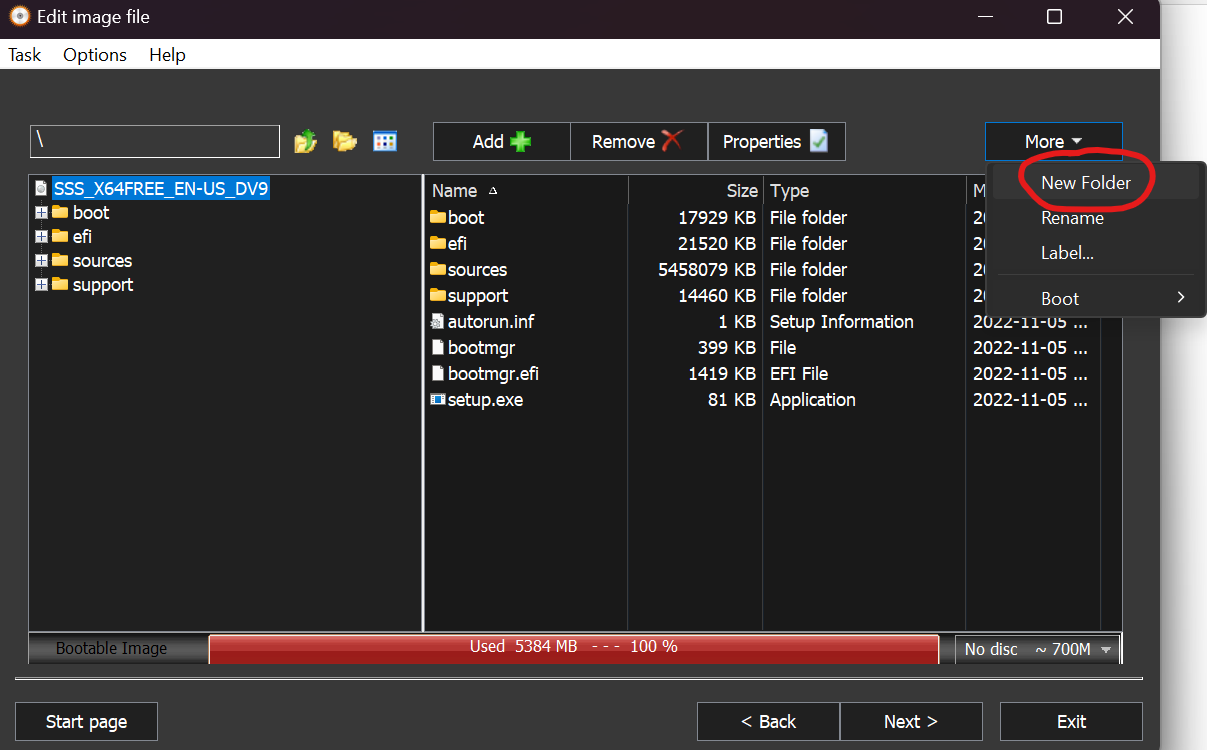 Edit image file
Task Options Help
\
Add Remove Properties More
New Folder
Rename
Label...
Boot
SSS_X64FREE_EN-US_DV9
boot
efi
sources
support
Name Size Type M
boot 17929 KB File folder 20
efi 21520 KB File folder 20
sources 5458079 KB File folder 20
support 14460 KB File folder 20
autorun.inf 1 KB Setup Information 2022-11-05 ...
bootmgr 399 KB File 2022-11-05 ...
bootmgr.efi 1419 KB EFI File 2022-11-05 ...
setup.exe 81 KB Application 2022-11-05 ...
Bootable Image Used 5384 MB - - - 100 % No disc ~ 700M
Start page < Back Next > Exit